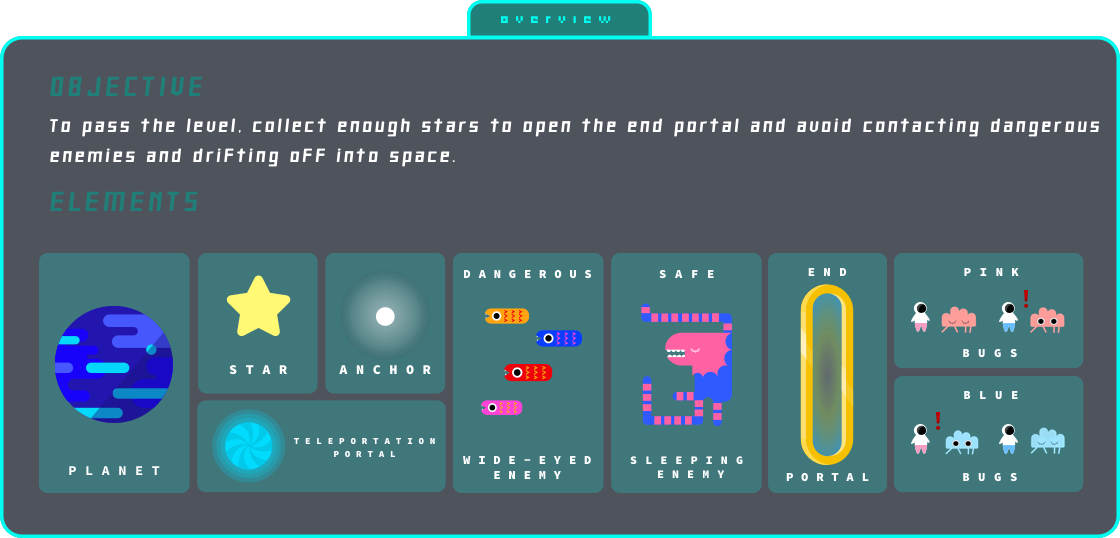 overview
OBJECTIVE
To pass the level, collect enough stars to open the end portal and avoid contacting dangerous
enemies and drifting off into space.
ELEMENTS
PLANET
STAR
ANCHOR
TELEPORTATION
PORTAL
DANGEROUS
WIDE-EYED
ENEMY
SAFE
SLEEPING
ENEMY
END
PORTAL
PINK
!
BUGS
BLUE
!
BUGS